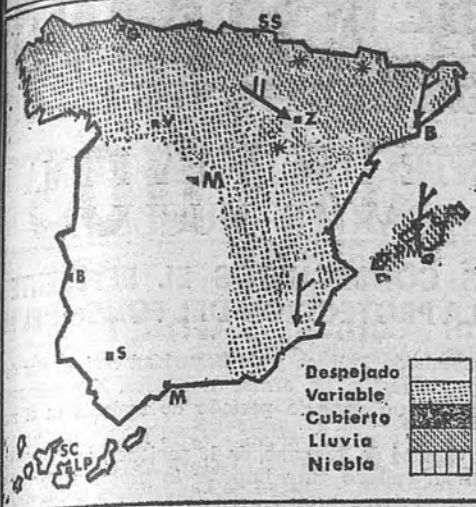 SS
G
V
Z
M
B
B
S
M
SC
LP
Despejado
Variable
Cubierto
Lluvia
Niebla